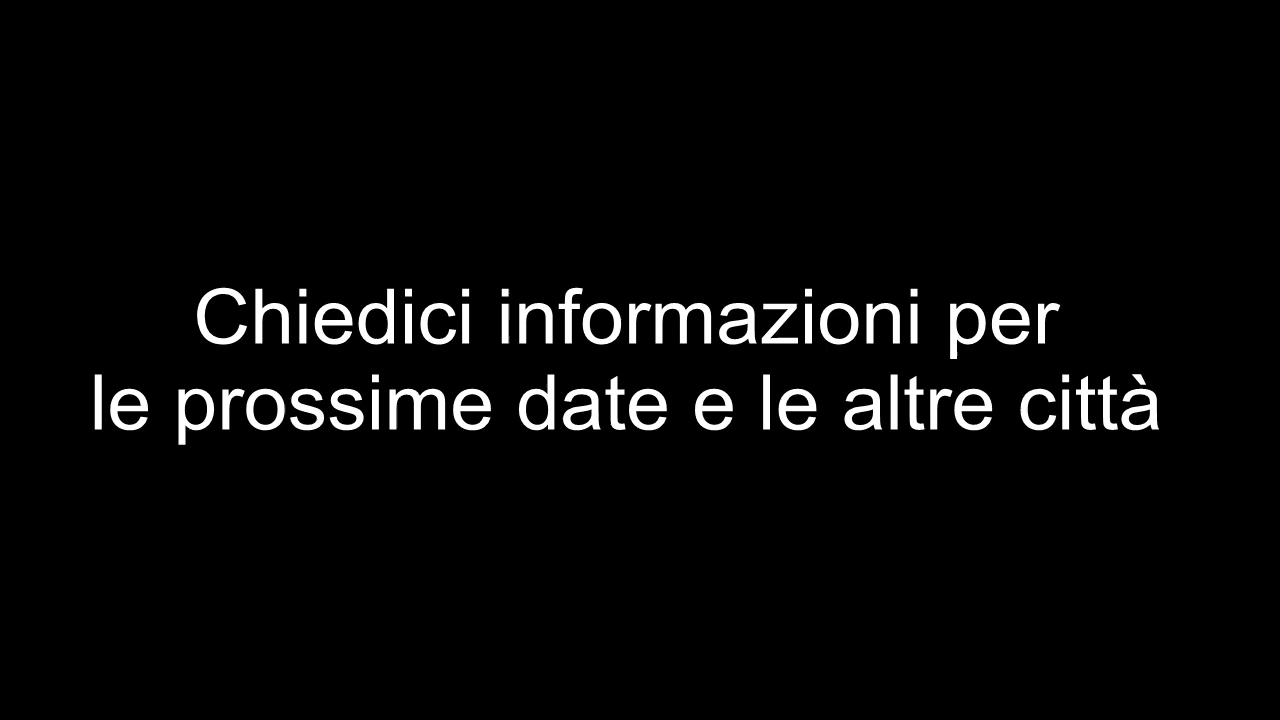 Chiedici informazioni per
le prossime date e le altre città